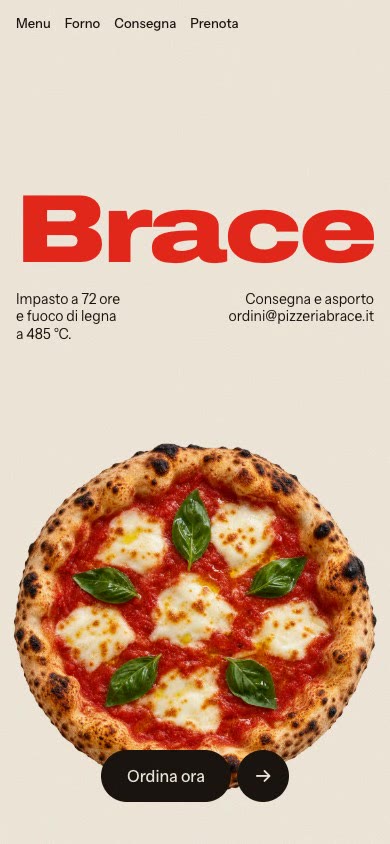 Menu Forno Consegna Prenota
Brace
Impasto a 72 ore
e fuoco di legna
a 485 °C.
Consegna e asporto
ordini@pizzeriabrace.it
Ordina ora →